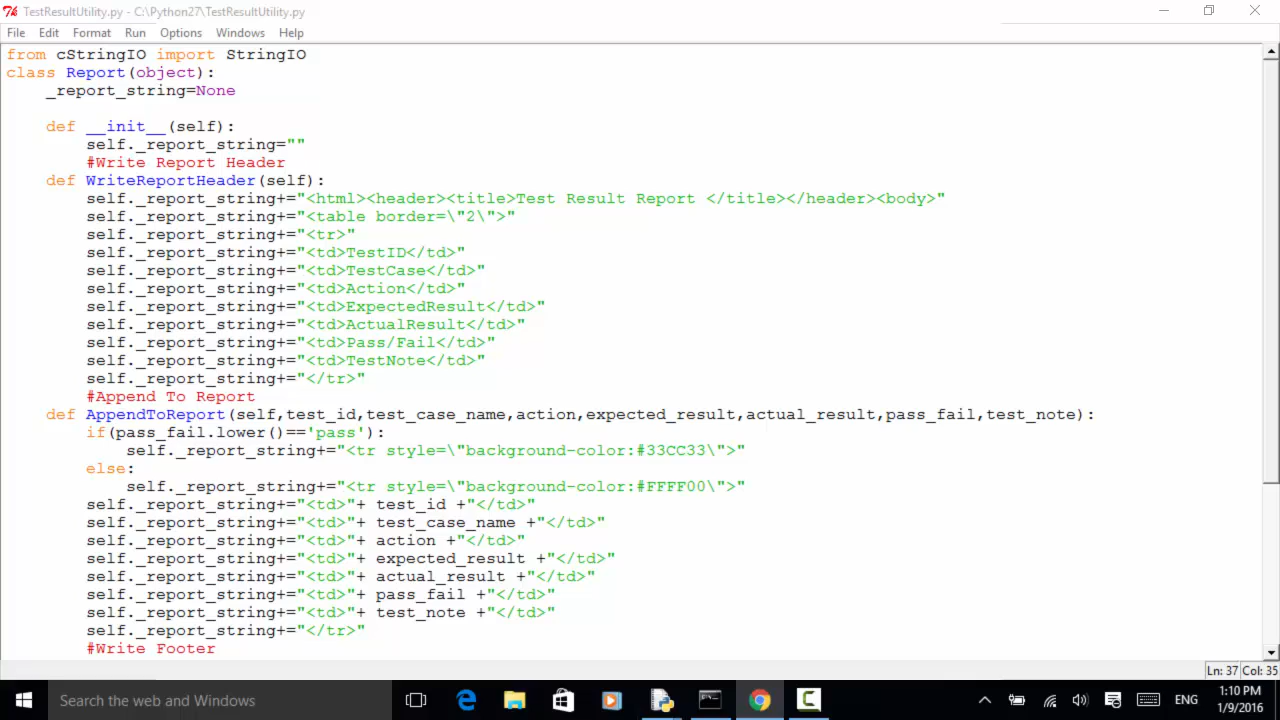 TestResultUtility.py - C:\Python27\TestResultUtility.py
File Edit Format Run Options Windows Help
from cStringIO import StringIO
class Report(object):
    _report_string=None
    def __init__(self):
        self._report_string=""
        #Write Report Header
    def WriteReportHeader(self):
        self._report_string+="<html><header><title>Test Result Report </title></header><body>"
        self._report_string+="<table border=\"2\">"
        self._report_string+="<tr>"
        self._report_string+="<td>TestID</td>"
        self._report_string+="<td>TestCase</td>"
        self._report_string+="<td>Action</td>"
        self._report_string+="<td>ExpectedResult</td>"
        self._report_string+="<td>ActualResult</td>"
        self._report_string+="<td>Pass/Fail</td>"
        self._report_string+="<td>TestNote</td>"
        self._report_string+="</tr>"
        #Append To Report
    def AppendToReport(self,test_id,test_case_name,action,expected_result,actual_result,pass_fail,test_note):
        if(pass_fail.lower()=='pass'):
            self._report_string+="<tr style=\"background-color:#33CC33\">"
        else:
            self._report_string+="<tr style=\"background-color:#FFFF00\">"
        self._report_string+="<td>"+ test_id +"</td>"
        self._report_string+="<td>"+ test_case_name +"</td>"
        self._report_string+="<td>"+ action +"</td>"
        self._report_string+="<td>"+ expected_result +"</td>"
        self._report_string+="<td>"+ actual_result +"</td>"
        self._report_string+="<td>"+ pass_fail +"</td>"
        self._report_string+="<td>"+ test_note +"</td>"
        self._report_string+="</tr>"
        #Write Footer
Ln: 37 Col: 35
Search the web and Windows
ENG
1:10 PM
1/9/2016